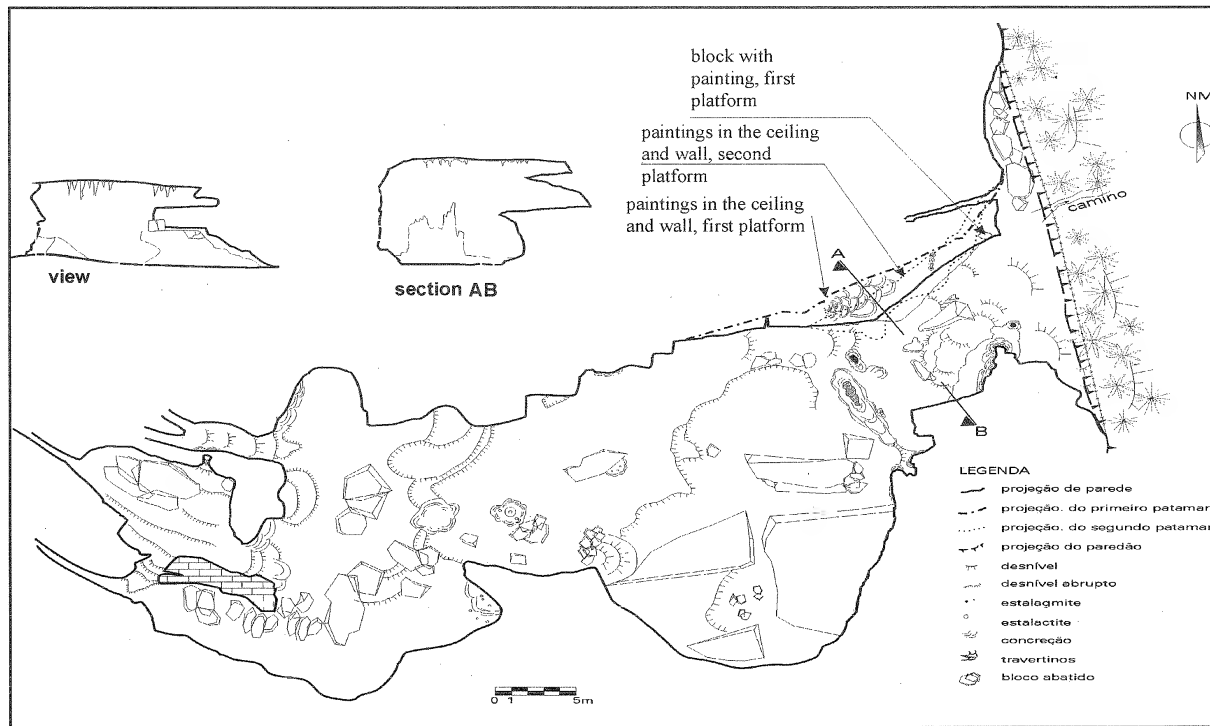 block with
painting, first
platform
paintings in the ceiling
and wall, second
platform
paintings in the ceiling
and wall, first platform
NM
camino
A
B
view
section AB
LEGENDA
projeção de parede
projeção. do primeiro patamar
projeção. do segundo patamar
projeção do paredão
desnível
desnível abrupto
estalagmite
estalactite
concreção
travertinos
bloco abatido
0 1 5m